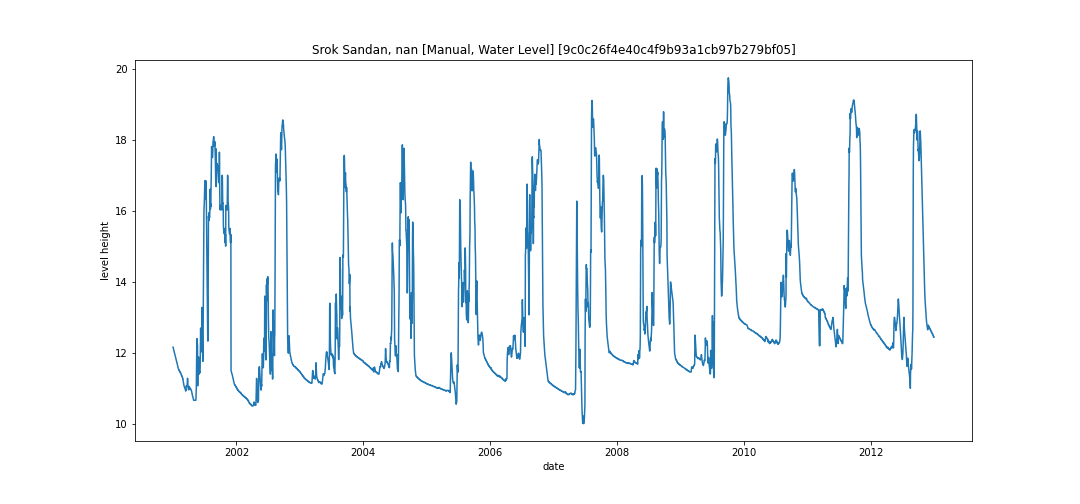 Srok Sandan, nan [Manual, Water Level] [9c0c26f4e40c4f9b93a1cb97b279bf05]
20
18
16
14
12
10
level height
2002 2004 2006 2008 2010 2012
date